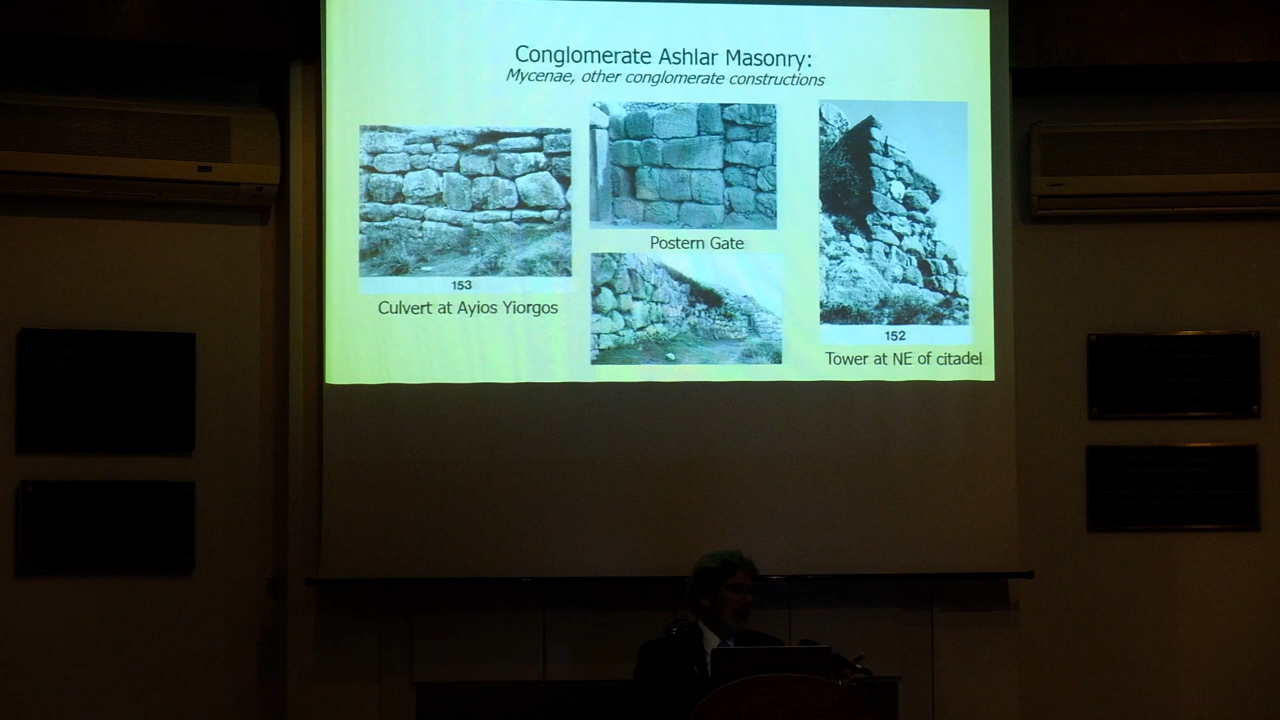 Conglomerate Ashlar Masonry:
Mycenae, other conglomerate constructions
153
Culvert at Ayios Yiorgos
Postern Gate
152
Tower at NE of citadel